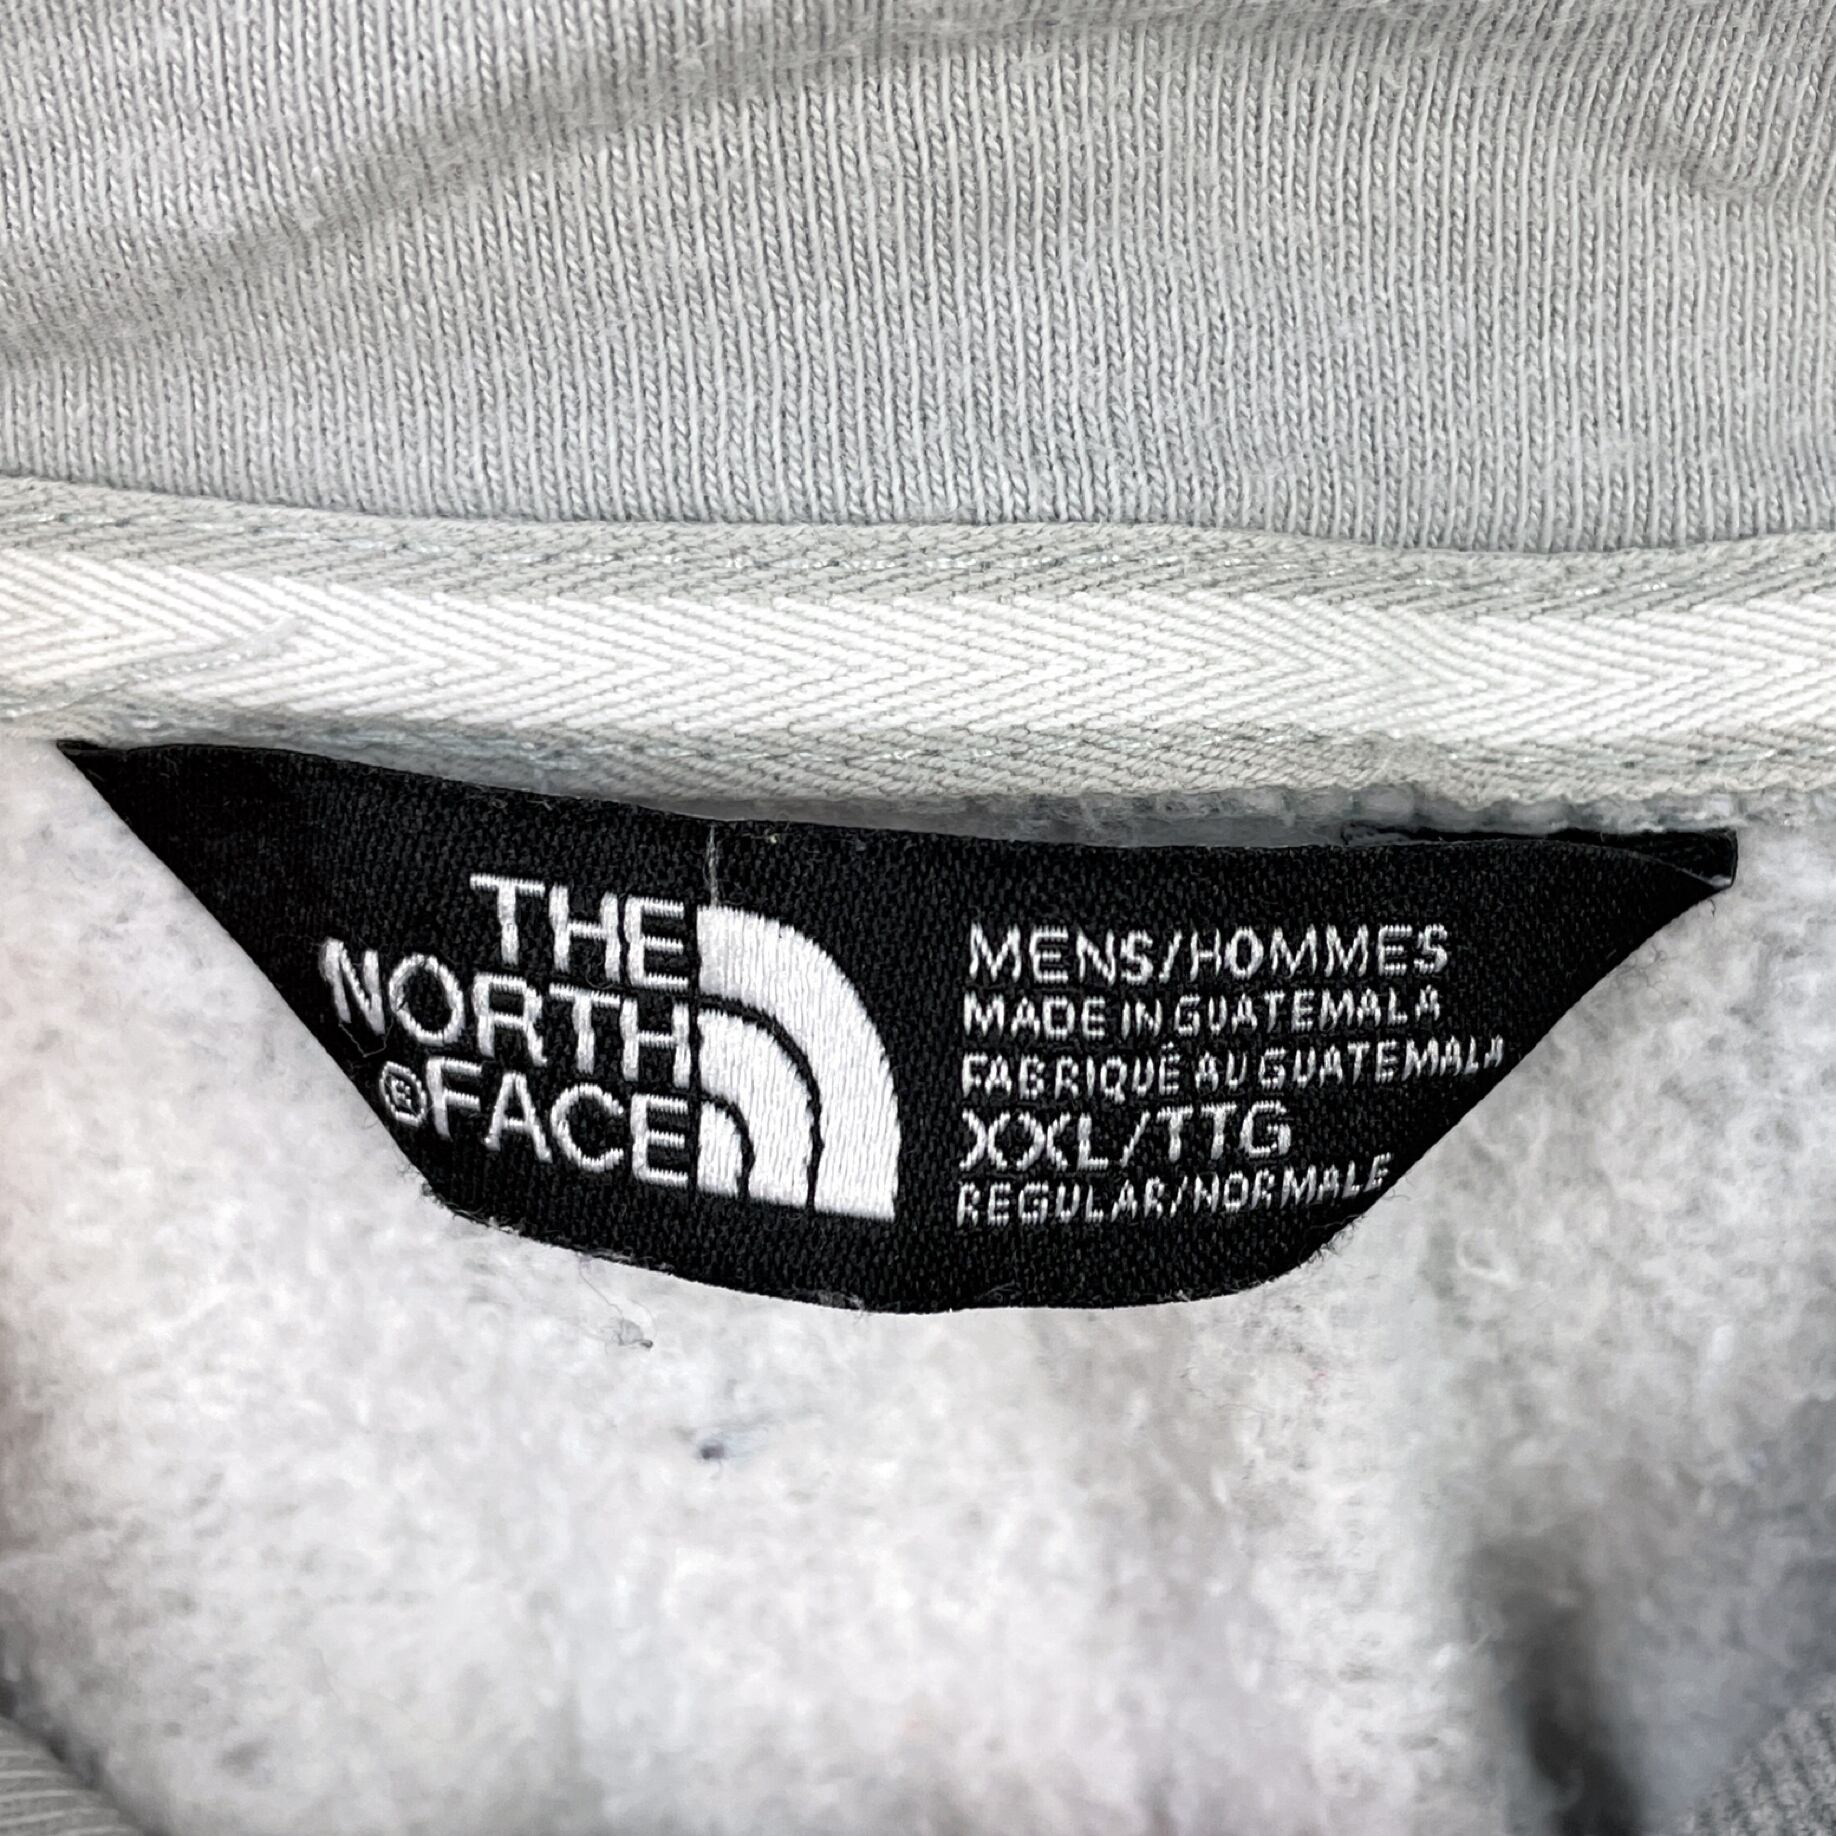 THE
NORTH
®FACE
MENS/HOMMES
MADE IN GUATEMALA
FABRIQUÉ AU GUATEMALA
XXL/TTG
REGULAR/NORMALE